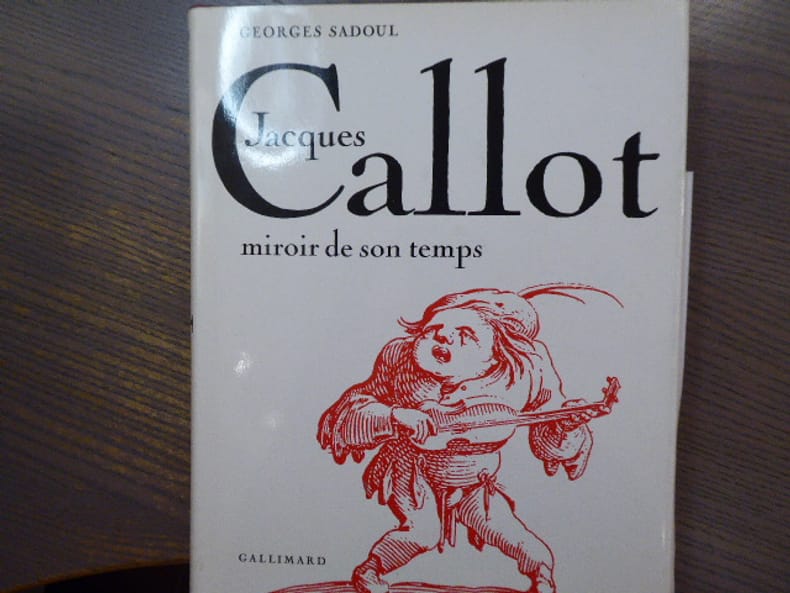 GEORGES SADOUL
Jacques
Callot
miroir de son temps
GALLIMARD